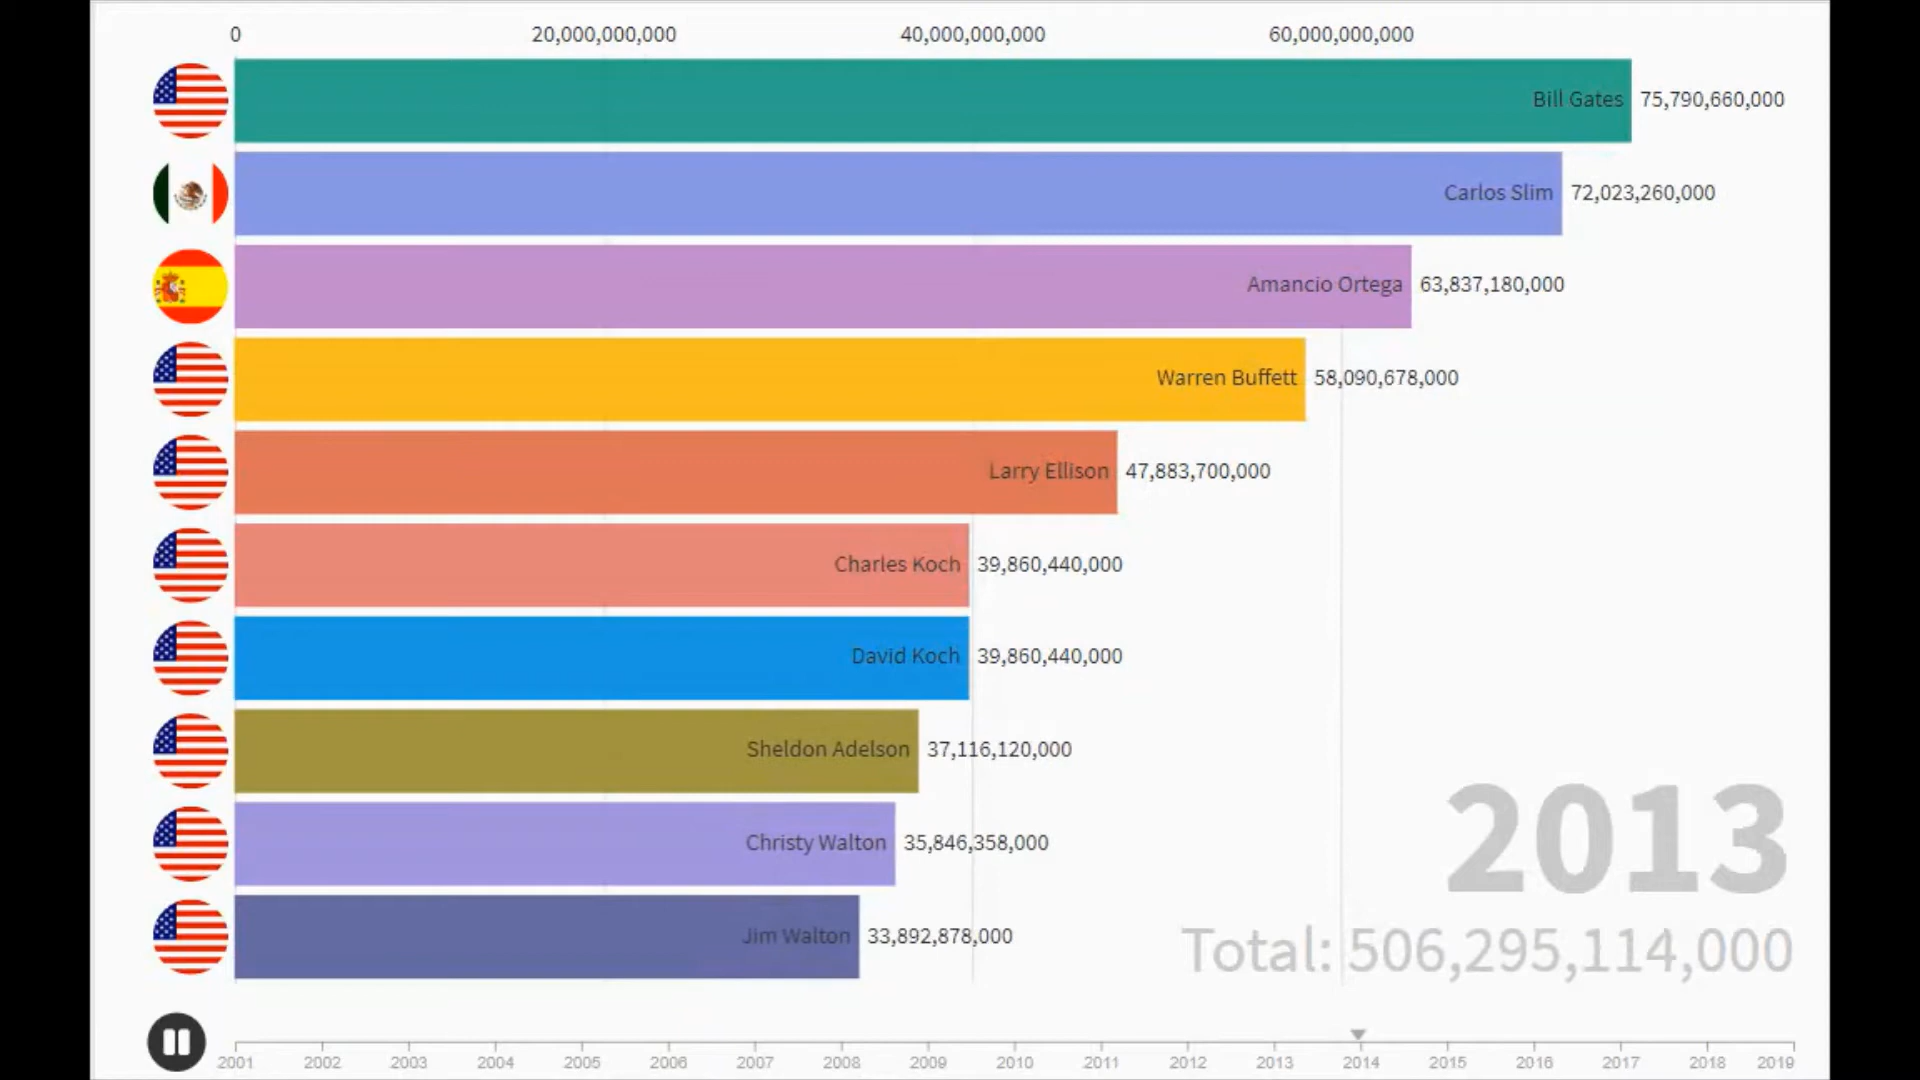 0 20,000,000,000 40,000,000,000 60,000,000,000
Bill Gates 75,790,660,000
Carlos Slim 72,023,260,000
Amancio Ortega 63,837,180,000
Warren Buffett 58,090,678,000
Larry Ellison 47,883,700,000
Charles Koch 39,860,440,000
David Koch 39,860,440,000
Sheldon Adelson 37,116,120,000
Christy Walton 35,846,358,000
Jim Walton 33,892,878,000
2013
Total: 506,295,114,000
2001 2002 2003 2004 2005 2006 2007 2008 2009 2010 2011 2012 2013 2014 2015 2016 2017 2018 2019